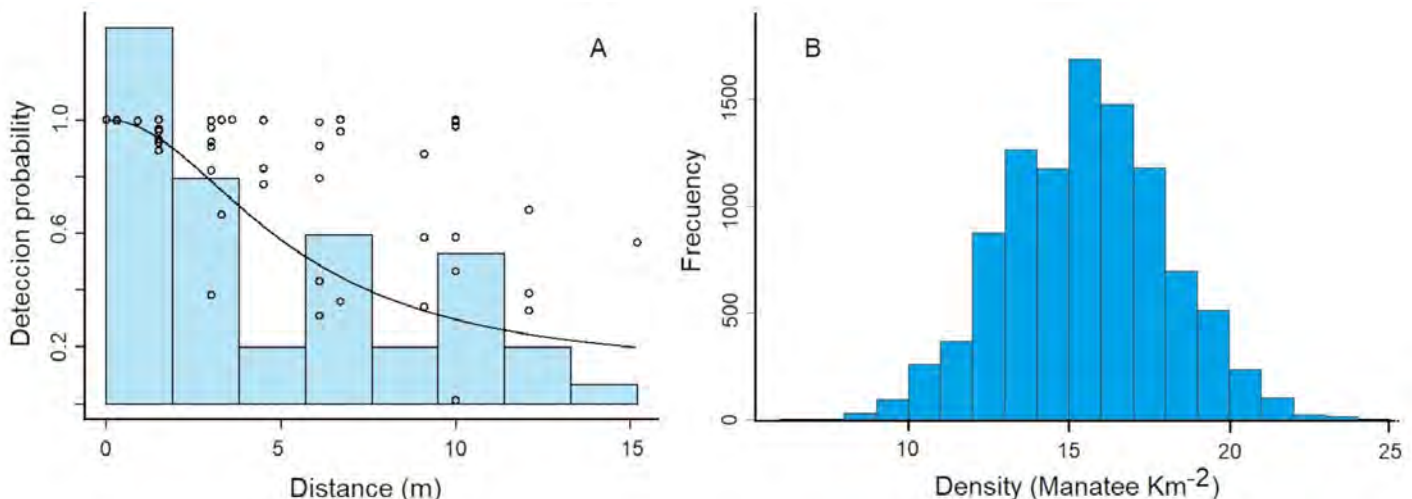 A
Deteccion probability
1.0
0.6
0.2
0
5
10
15
Distance (m)
B
Frecuency
1500
1000
500
0
10
15
20
25
Density (Manatee Km⁻²)